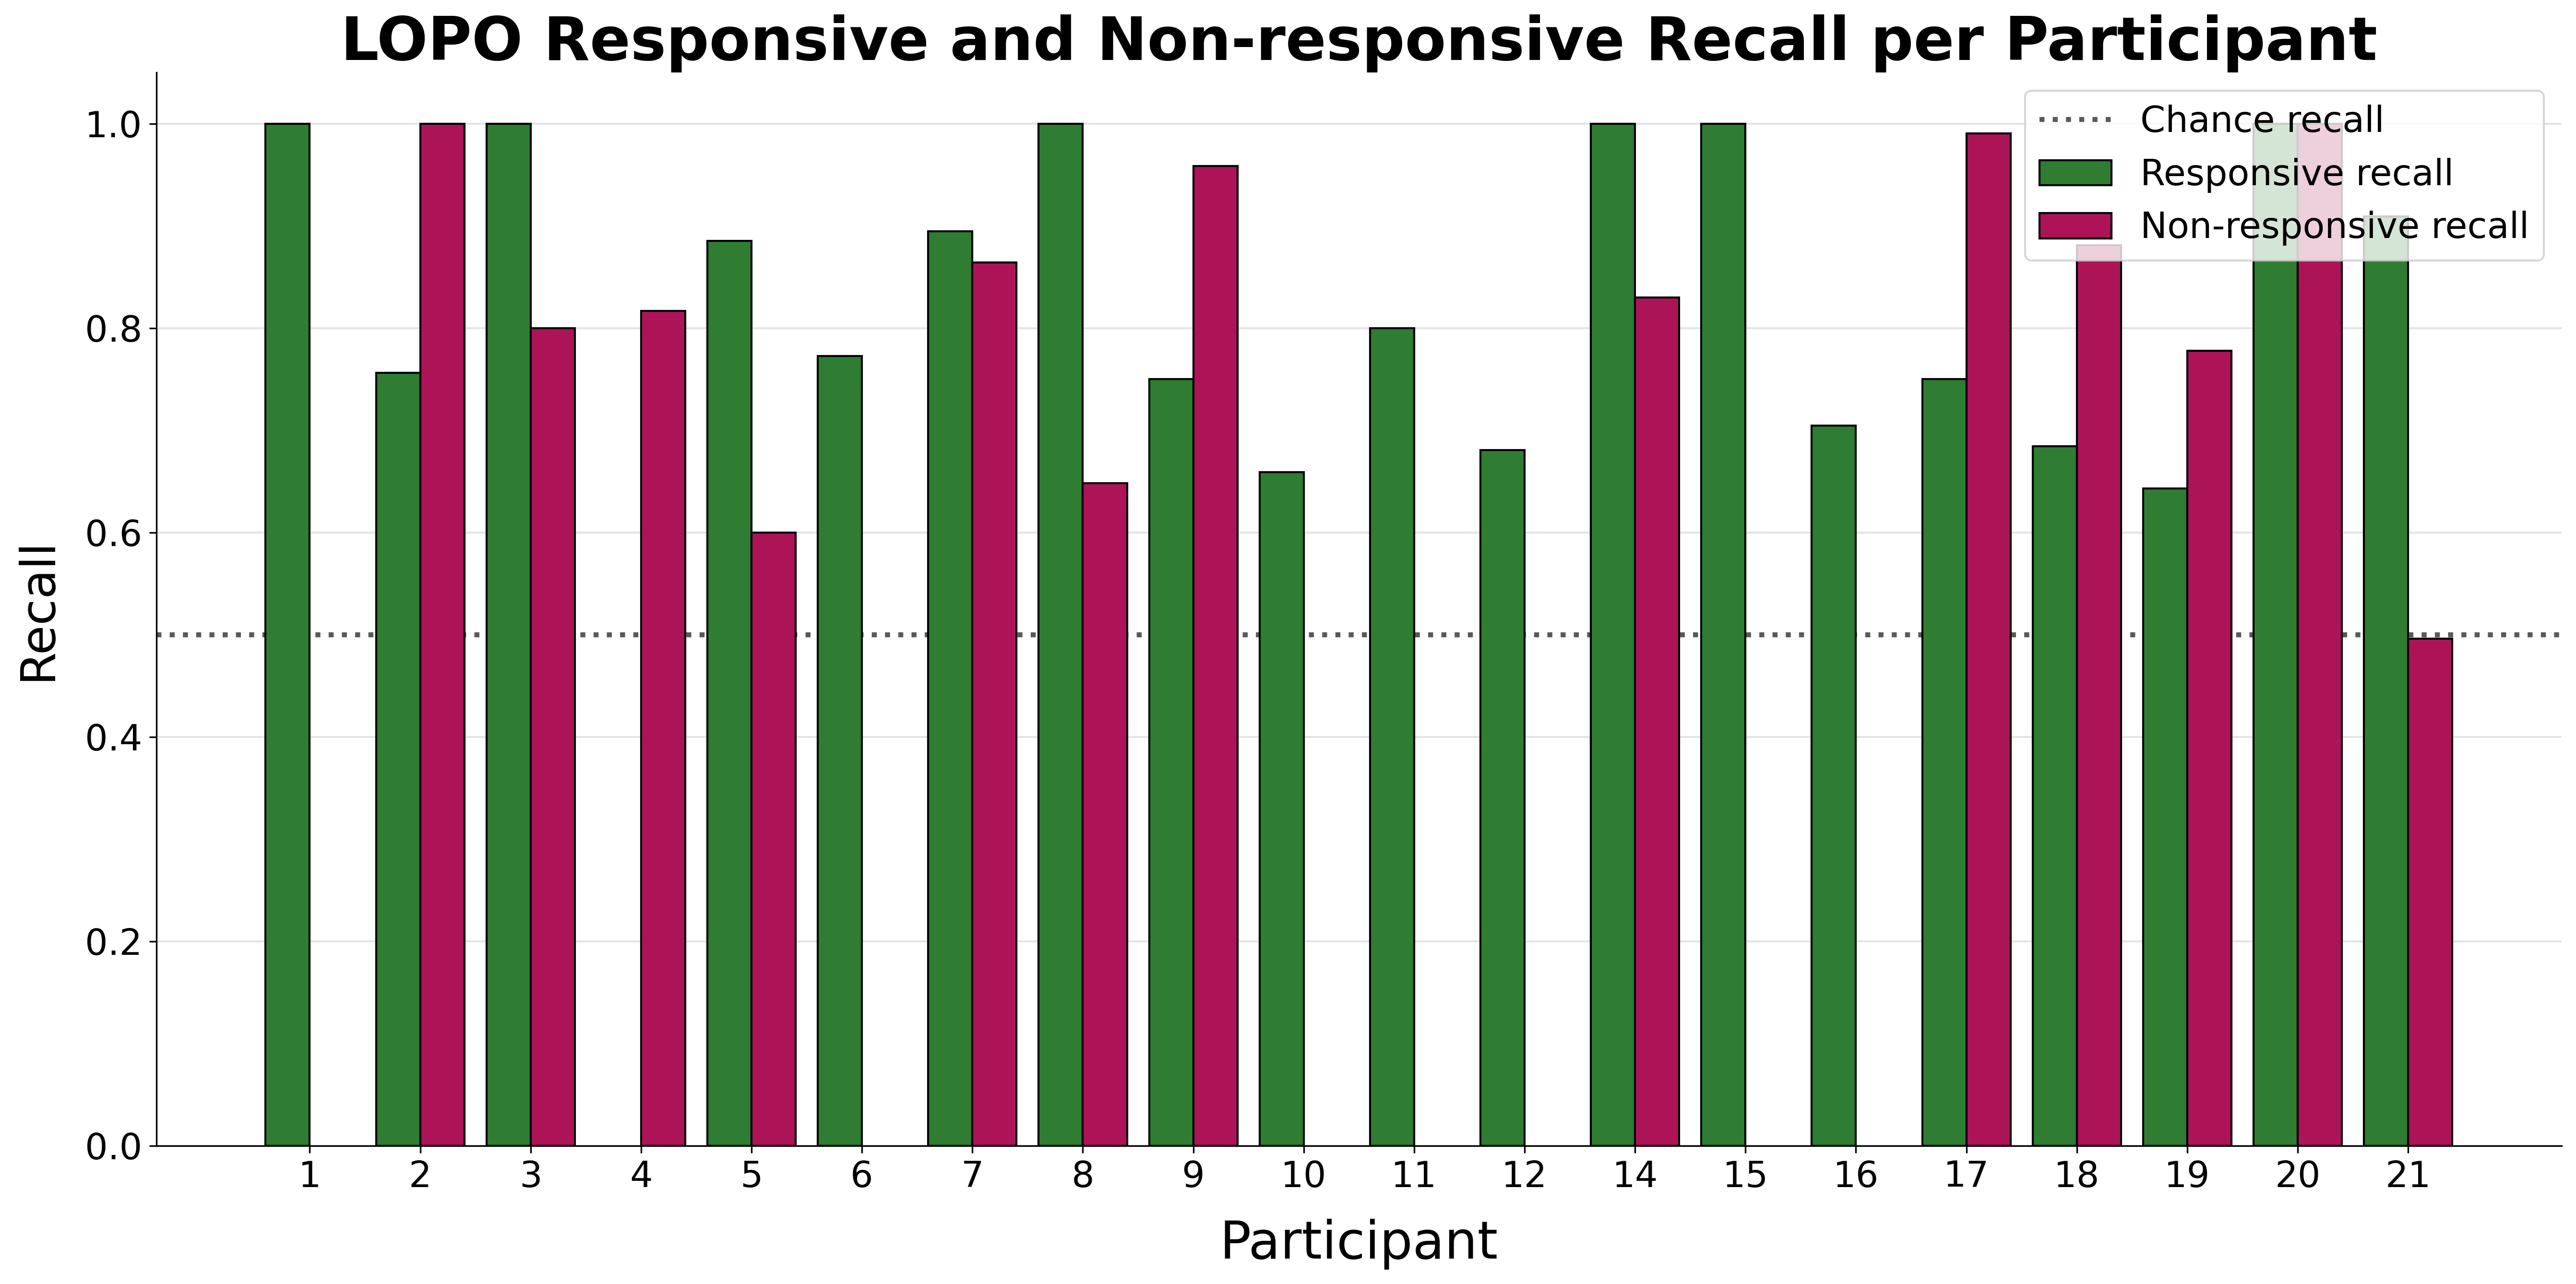 LOPO Responsive and Non-responsive Recall per Participant
Chance recall
Responsive recall
Non-responsive recall
1.0
0.8
0.6
0.4
0.2
0.0
Recall
1 2 3 4 5 6 7 8 9 10 11 12 14 15 16 17 18 19 20 21
Participant